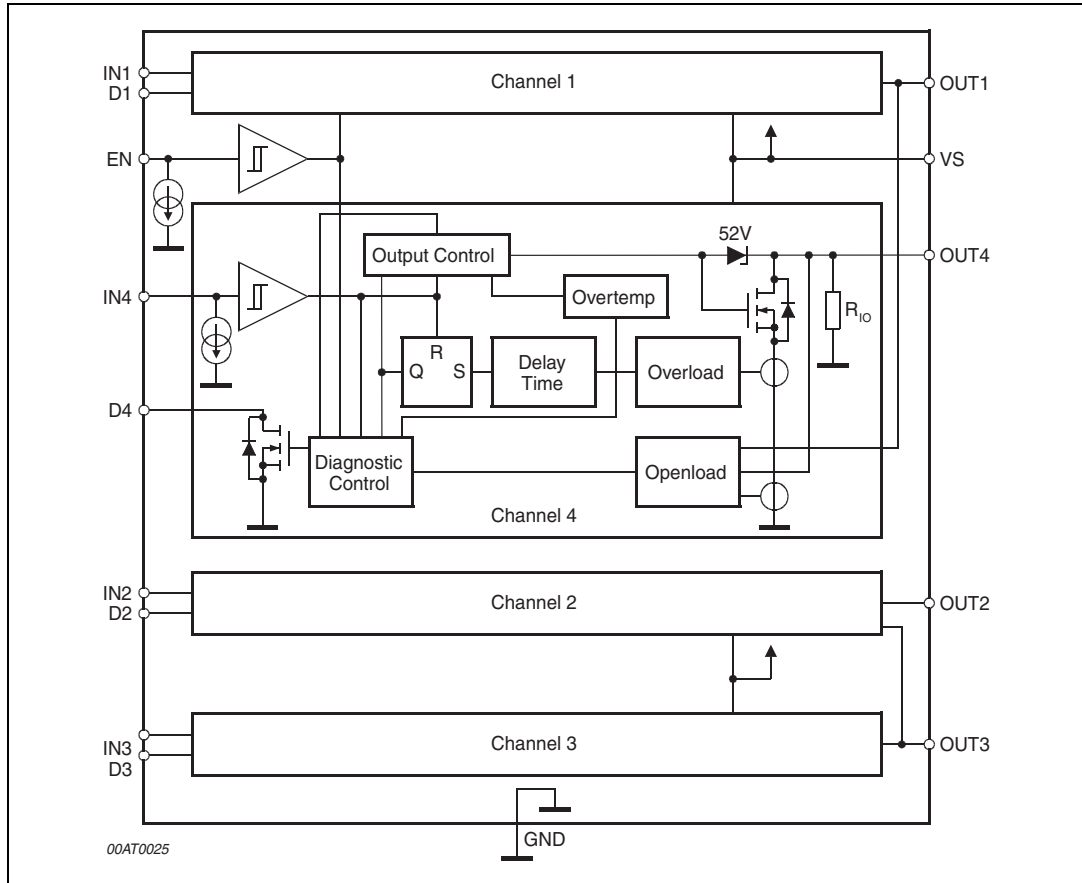 IN1
D1
Channel 1
OUT1
EN
VS
52V
Output Control
OUT4
IN4
Overtemp
R_IO
R
Q
S
Delay
Time
Overload
D4
Diagnostic
Control
Openload
Channel 4
IN2
D2
Channel 2
OUT2
IN3
D3
Channel 3
OUT3
GND
00AT0025